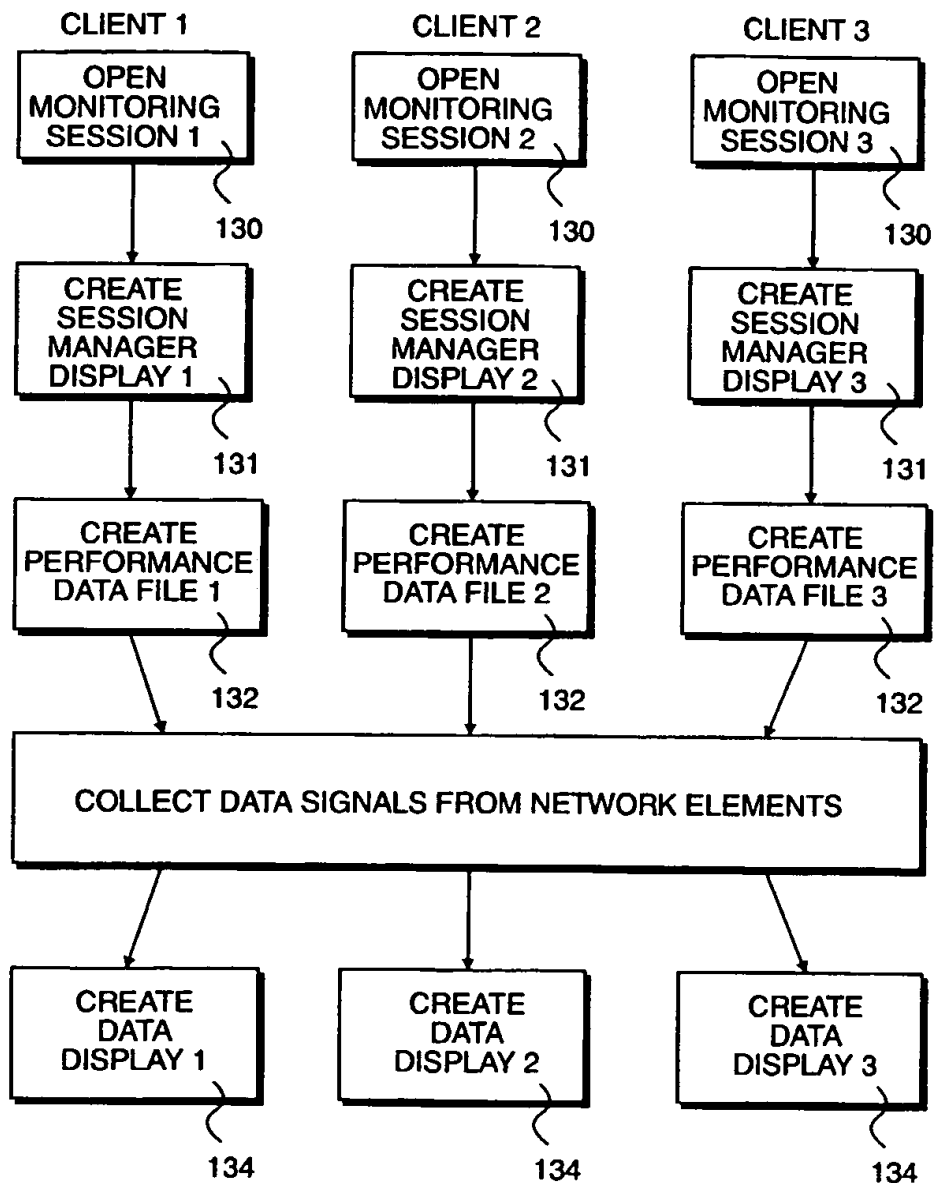 CLIENT 1
CLIENT 2
CLIENT 3
OPEN
MONITORING
SESSION 1
OPEN
MONITORING
SESSION 2
OPEN
MONITORING
SESSION 3
130
130
130
CREATE
SESSION
MANAGER
DISPLAY 1
CREATE
SESSION
MANAGER
DISPLAY 2
CREATE
SESSION
MANAGER
DISPLAY 3
131
131
131
CREATE
PERFORMANCE
DATA FILE 1
CREATE
PERFORMANCE
DATA FILE 2
CREATE
PERFORMANCE
DATA FILE 3
132
132
132
COLLECT DATA SIGNALS FROM NETWORK ELEMENTS
CREATE
DATA
DISPLAY 1
CREATE
DATA
DISPLAY 2
CREATE
DATA
DISPLAY 3
134
134
134